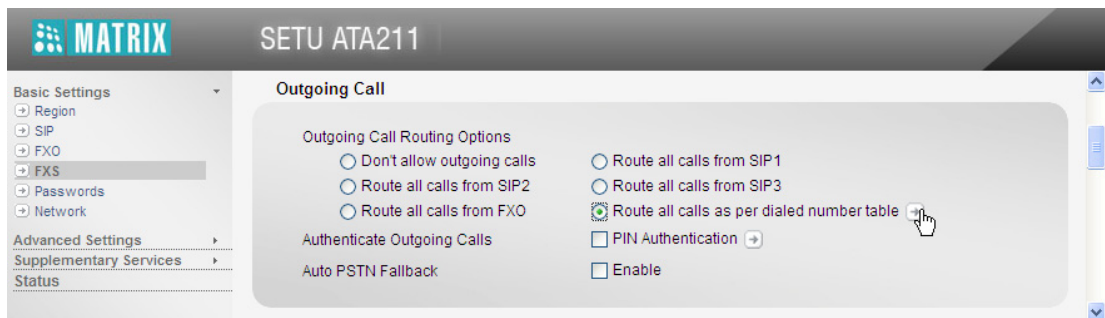 MATRIX
SETU ATA211
Basic Settings
Region
SIP
FXO
FXS
Passwords
Network
Advanced Settings
Supplementary Services
Status
Outgoing Call
Outgoing Call Routing Options
Don't allow outgoing calls Route all calls from SIP1
Route all calls from SIP2 Route all calls from SIP3
Route all calls from FXO Route all calls as per dialed number table
Authenticate Outgoing Calls PIN Authentication
Auto PSTN Fallback Enable